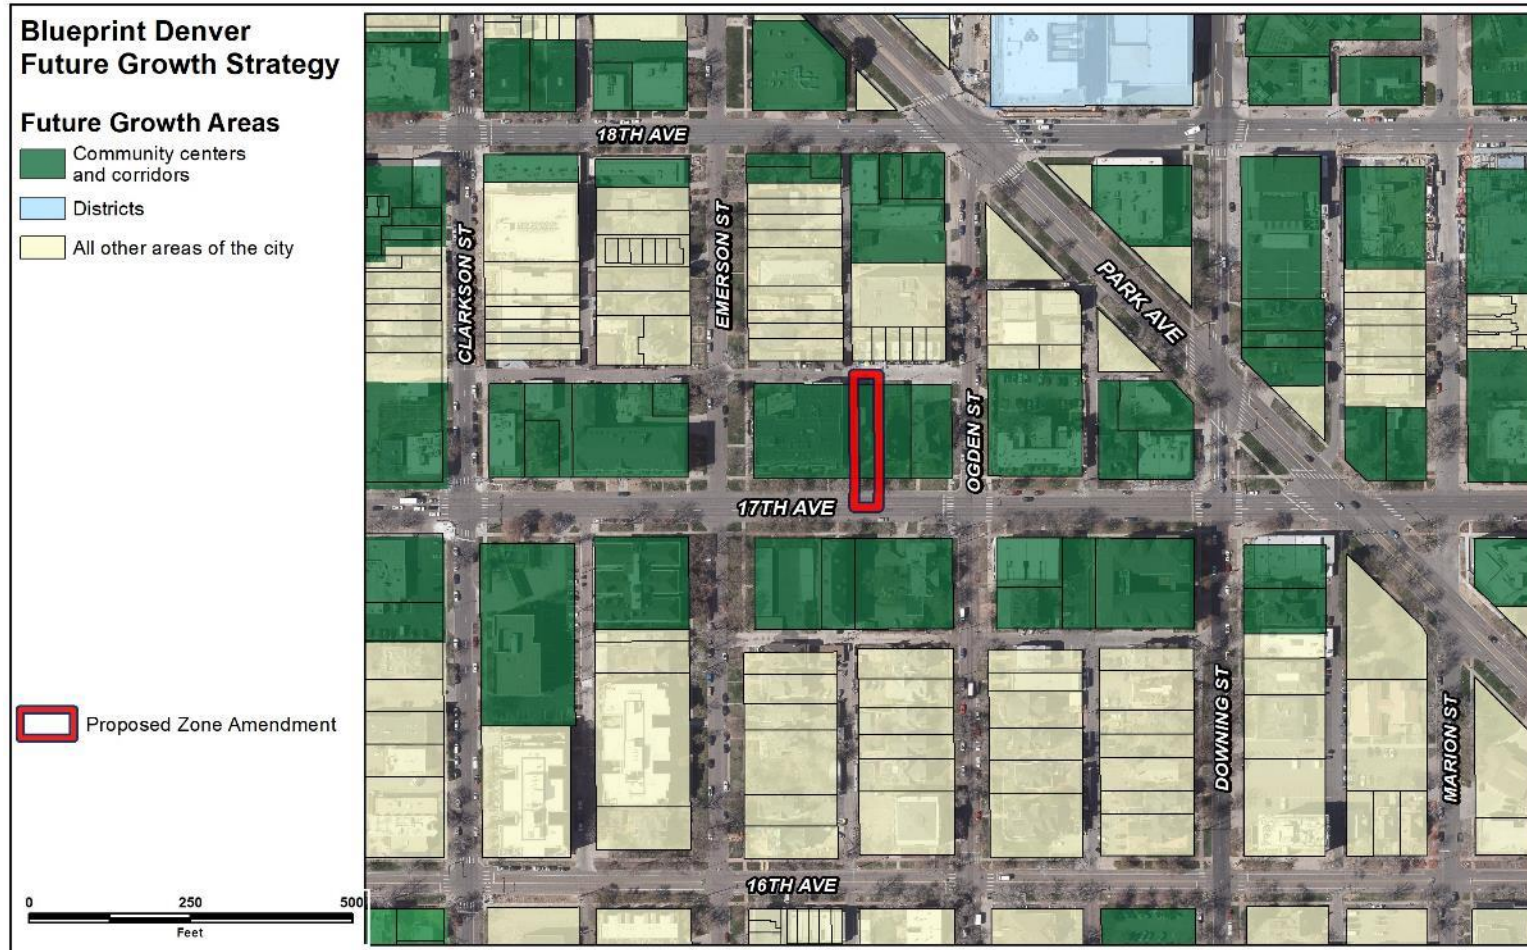 Blueprint Denver
Future Growth Strategy
Future Growth Areas
Community centers
and corridors
Districts
All other areas of the city
Proposed Zone Amendment
0 250 500
Feet
18TH AVE
CLARKSON ST
EMERSON ST
PARK AVE
OGDEN ST
17TH AVE
DOWNING ST
MARION ST
16TH AVE